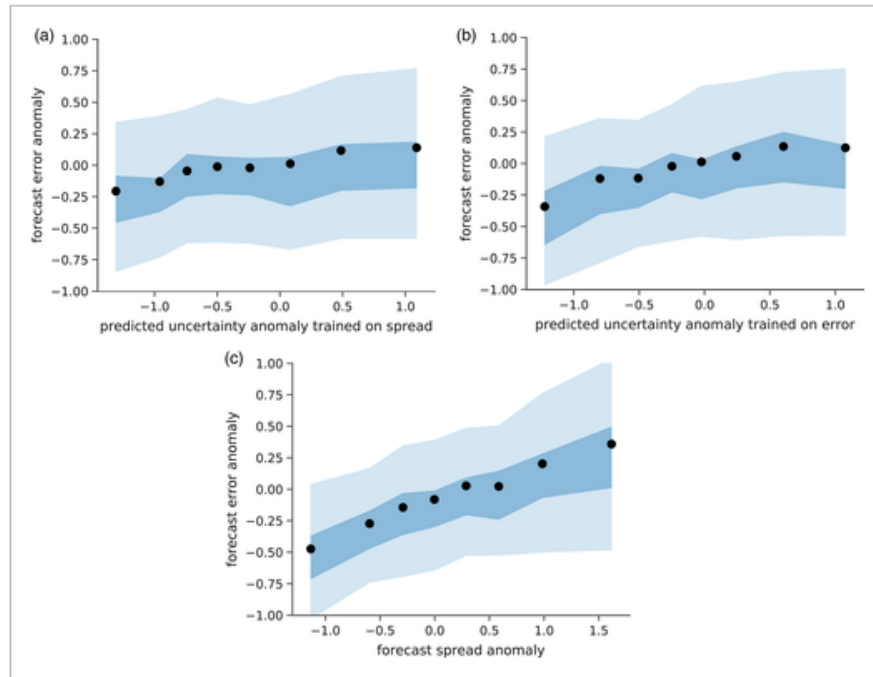 (a)
1.00
0.75
0.50
0.25
0.00
−0.25
−0.50
−0.75
−1.00
forecast error anomaly
−1.0 −0.5 0.0 0.5 1.0
predicted uncertainty anomaly trained on spread
(b)
1.00
0.75
0.50
0.25
0.00
−0.25
−0.50
−0.75
−1.00
forecast error anomaly
−1.0 −0.5 0.0 0.5 1.0
predicted uncertainty anomaly trained on error
(c)
1.00
0.75
0.50
0.25
0.00
−0.25
−0.50
−0.75
−1.00
forecast error anomaly
−1.0 −0.5 0.0 0.5 1.0 1.5
forecast spread anomaly